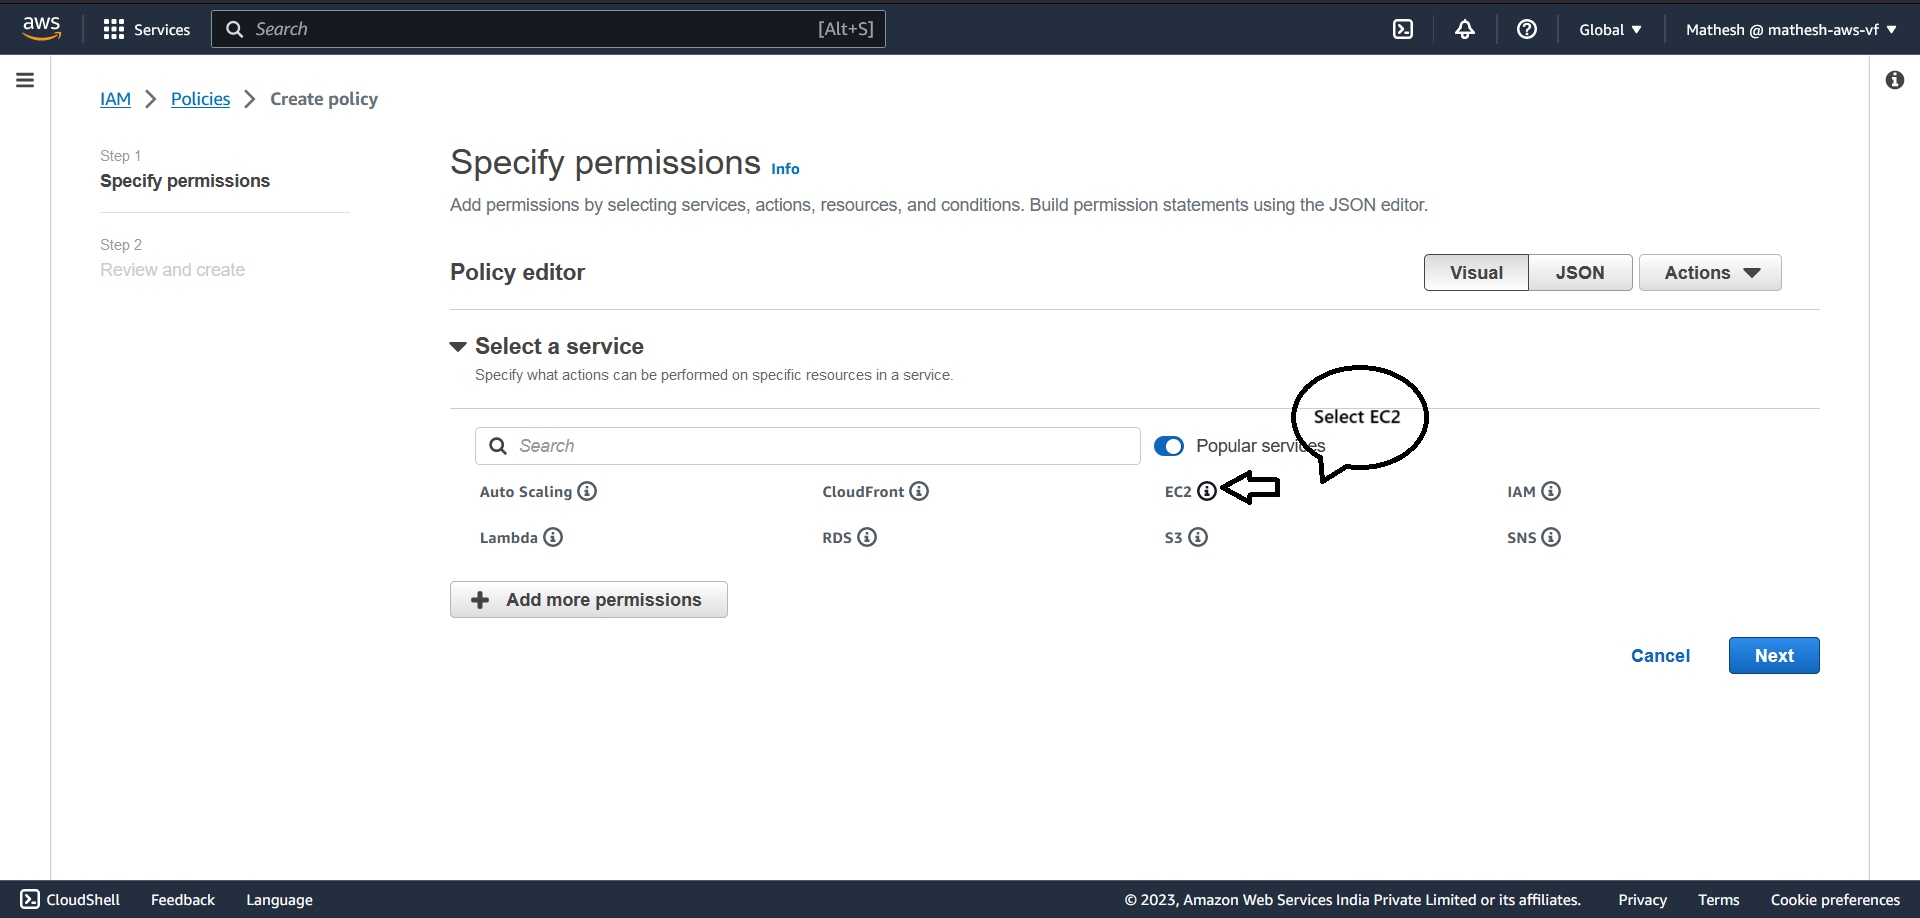 aws Services Search [Alt+S] Global Mathesh @ mathesh-aws-vf
IAM Policies Create policy
Step 1
Specify permissions
Step 2
Review and create
Specify permissions Info
Add permissions by selecting services, actions, resources, and conditions. Build permission statements using the JSON editor.
Policy editor Visual JSON Actions
Select a service
Specify what actions can be performed on specific resources in a service.
Select EC2
Search Popular services
Auto Scaling CloudFront EC2 IAM
Lambda RDS S3 SNS
Add more permissions
Cancel Next
CloudShell Feedback Language © 2023, Amazon Web Services India Private Limited or its affiliates. Privacy Terms Cookie preferences